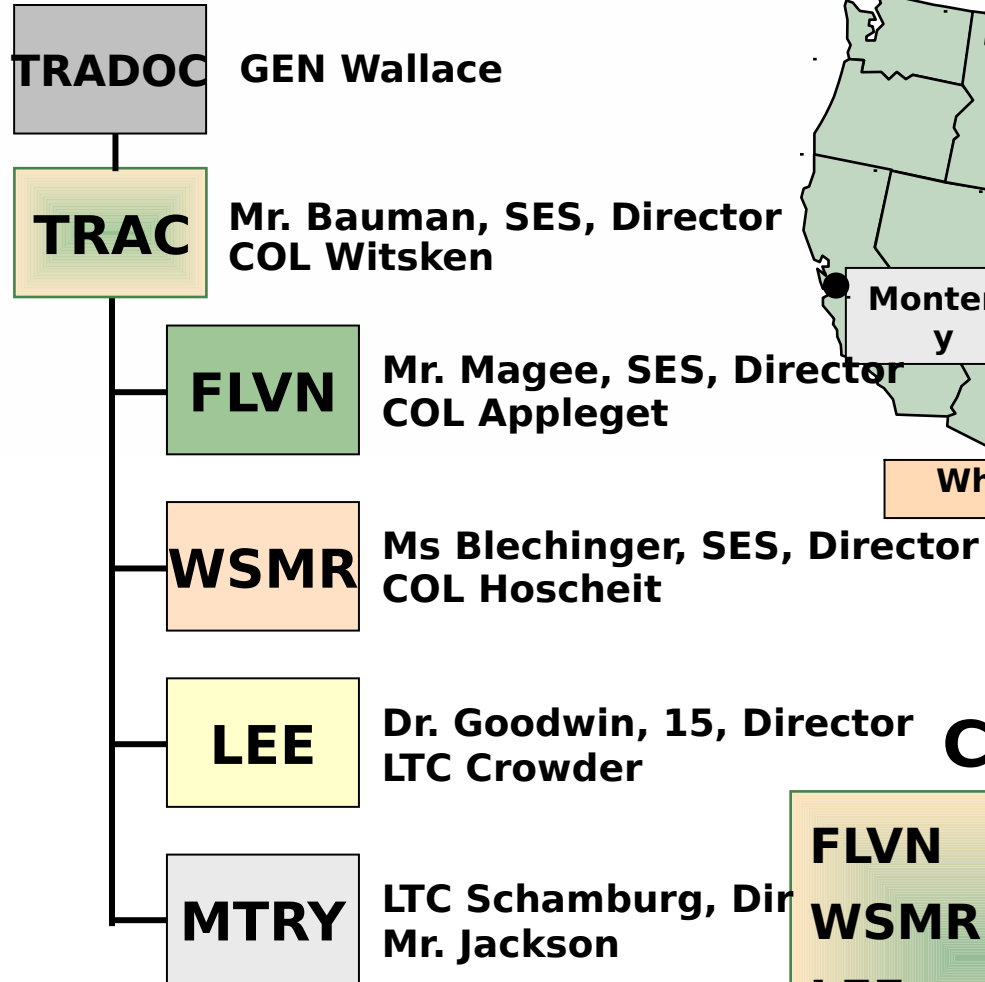 TRADOC
GEN Wallace
TRAC
Mr. Bauman, SES, Director
COL Witsken
Monter
y
FLVN
Mr. Magee, SES, Director
COL Appleget
Wh
WSMR
Ms Blechinger, SES, Director
COL Hoscheit
LEE
Dr. Goodwin, 15, Director
LTC Crowder
C
MTRY
LTC Schamburg, Dir
Mr. Jackson
FLVN
WSMR